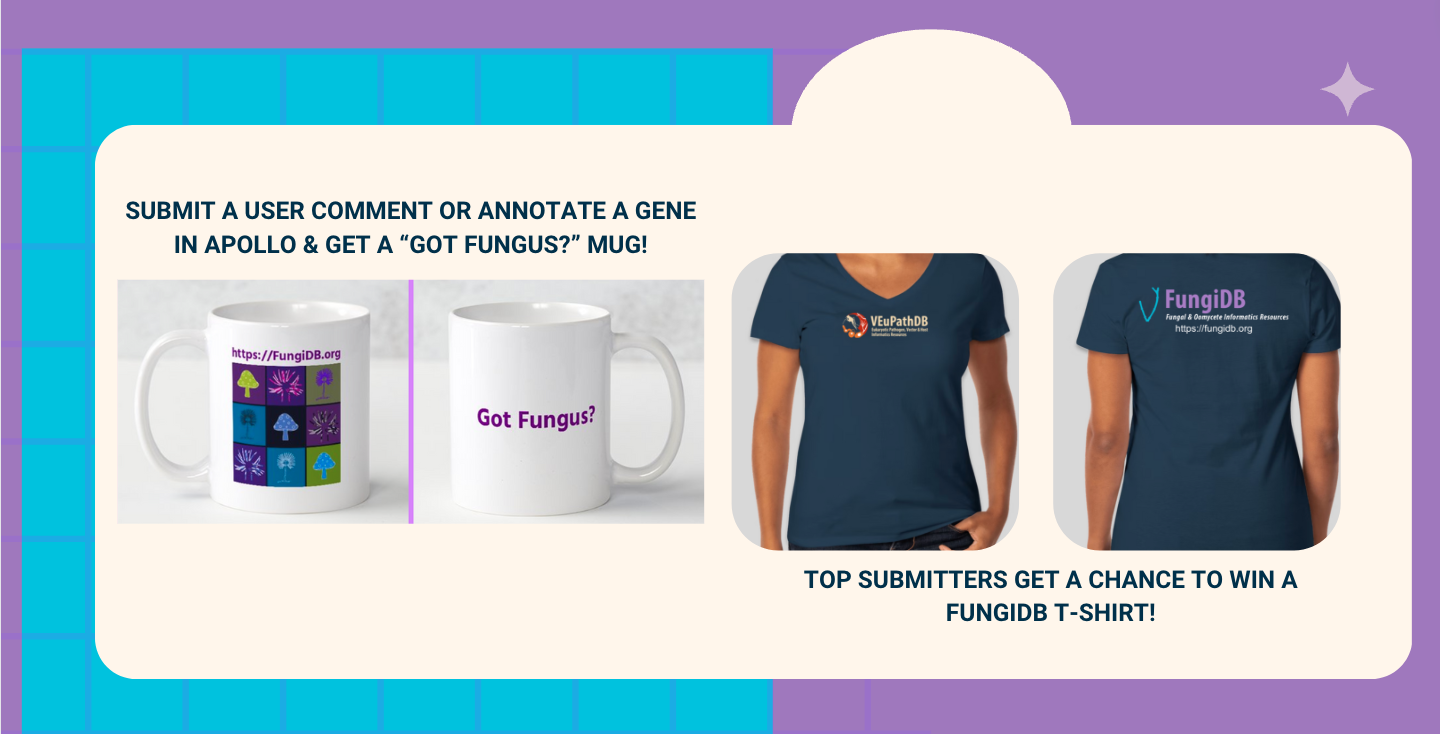 SUBMIT A USER COMMENT OR ANNOTATE A GENE
IN APOLLO & GET A “GOT FUNGUS?” MUG!
https://FungiDB.org
Got Fungus?
VEuPathDB
Eukaryotic Pathogen, Vector & Host
Informatics Resources
FungiDB
Fungal & Oomycete Informatics Resources
https://fungidb.org
TOP SUBMITTERS GET A CHANCE TO WIN A
FUNGIDB T-SHIRT!